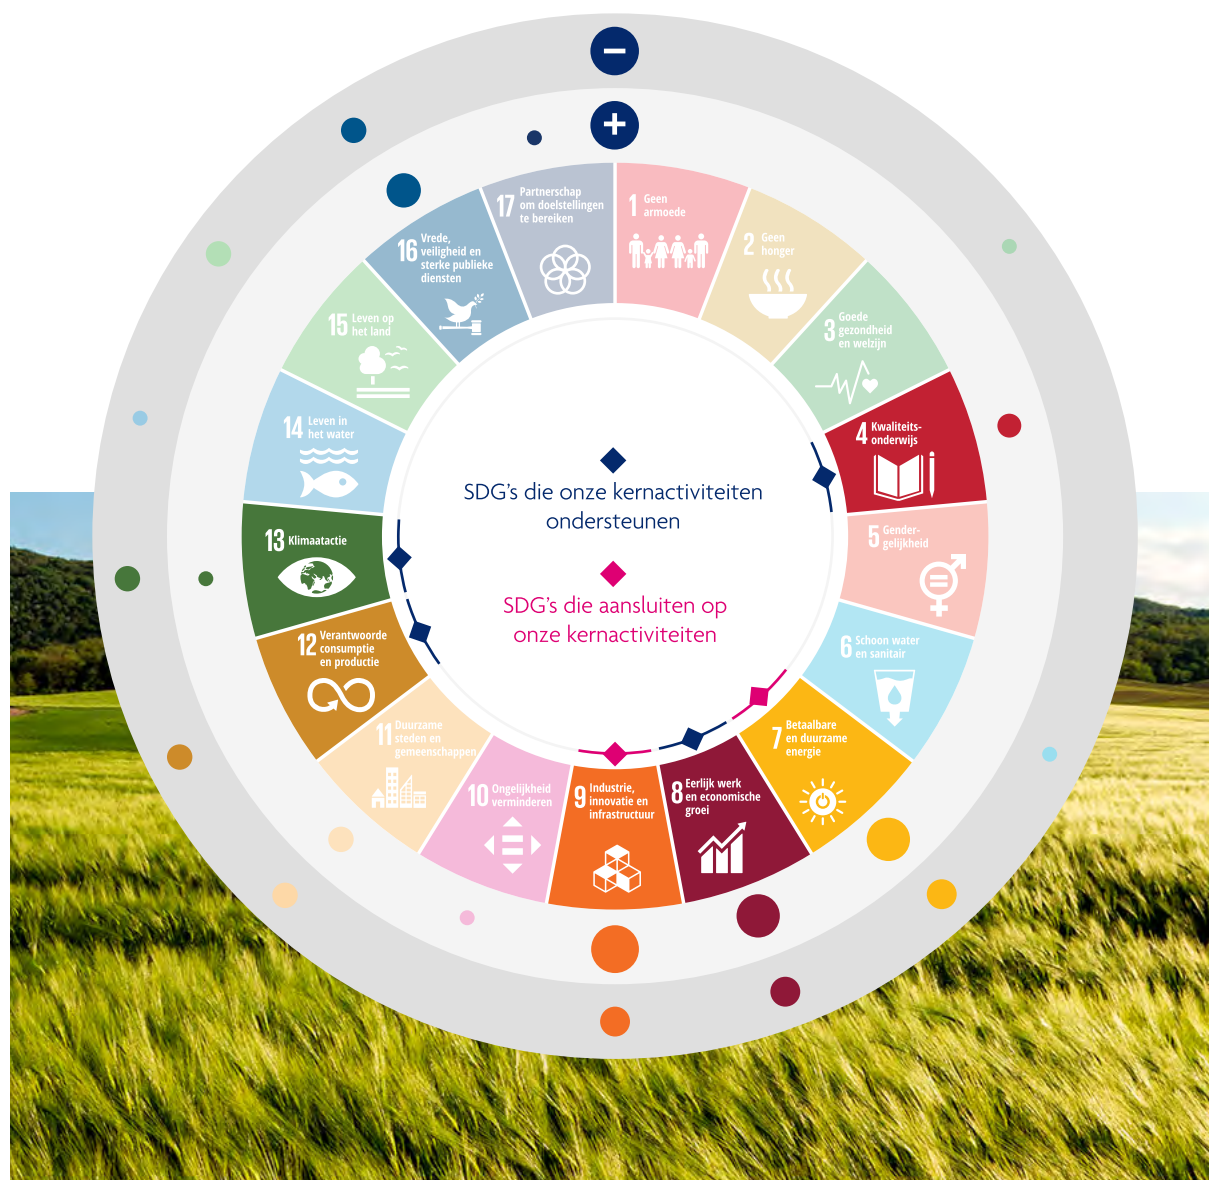 −
+
1 Geen
armoede
2 Geen
honger
3 Goede
gezondheid
en welzijn
4 Kwaliteits-
onderwijs
5 Gender-
gelijkheid
6 Schoon water
en sanitair
7 Betaalbare
en duurzame
energie
8 Eerlijk werk
en economische
groei
9 Industrie,
innovatie en
infrastructuur
10 Ongelijkheid
verminderen
11 Duurzame
steden en
gemeenschappen
12 Verantwoorde
consumptie
en productie
13 Klimaatactie
14 Leven in
het water
15 Leven op
het land
16 Vrede,
veiligheid en
sterke publieke
diensten
17 Partnerschap
om doelstellingen
te bereiken
SDG's die onze kernactiviteiten
ondersteunen
SDG's die aansluiten op
onze kernactiviteiten